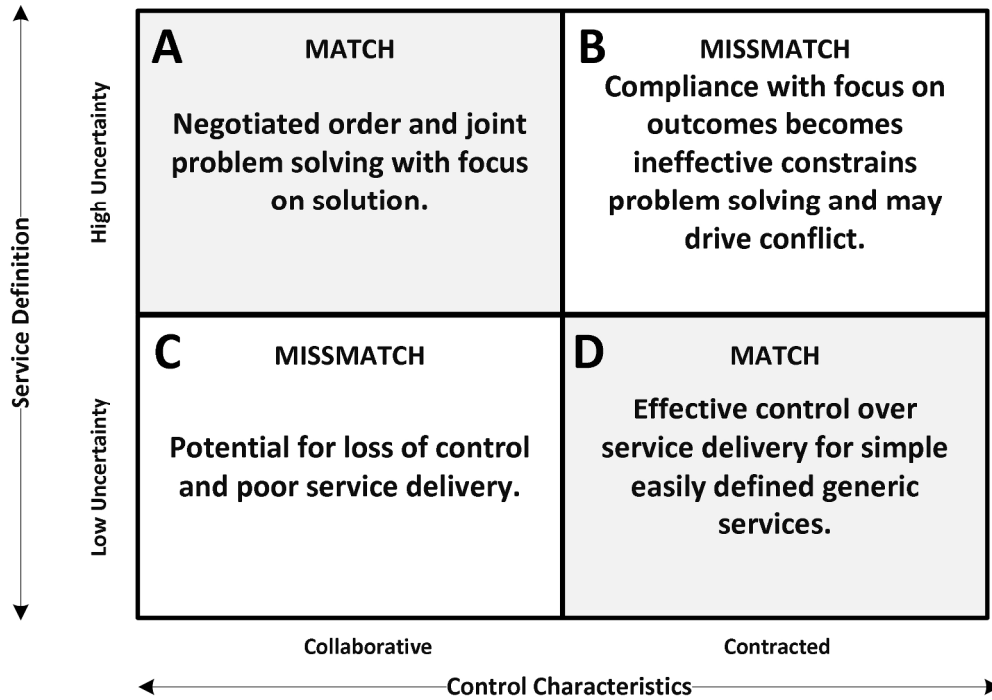 A
MATCH
Negotiated order and joint
problem solving with focus
on solution.
B
MISSMATCH
Compliance with focus on
outcomes becomes
ineffective constrains
problem solving and may
drive conflict.
C
MISSMATCH
Potential for loss of control
and poor service delivery.
D
MATCH
Effective control over
service delivery for simple
easily defined generic
services.
Service Definition
High Uncertainty
Low Uncertainty
Collaborative
Contracted
Control Characteristics